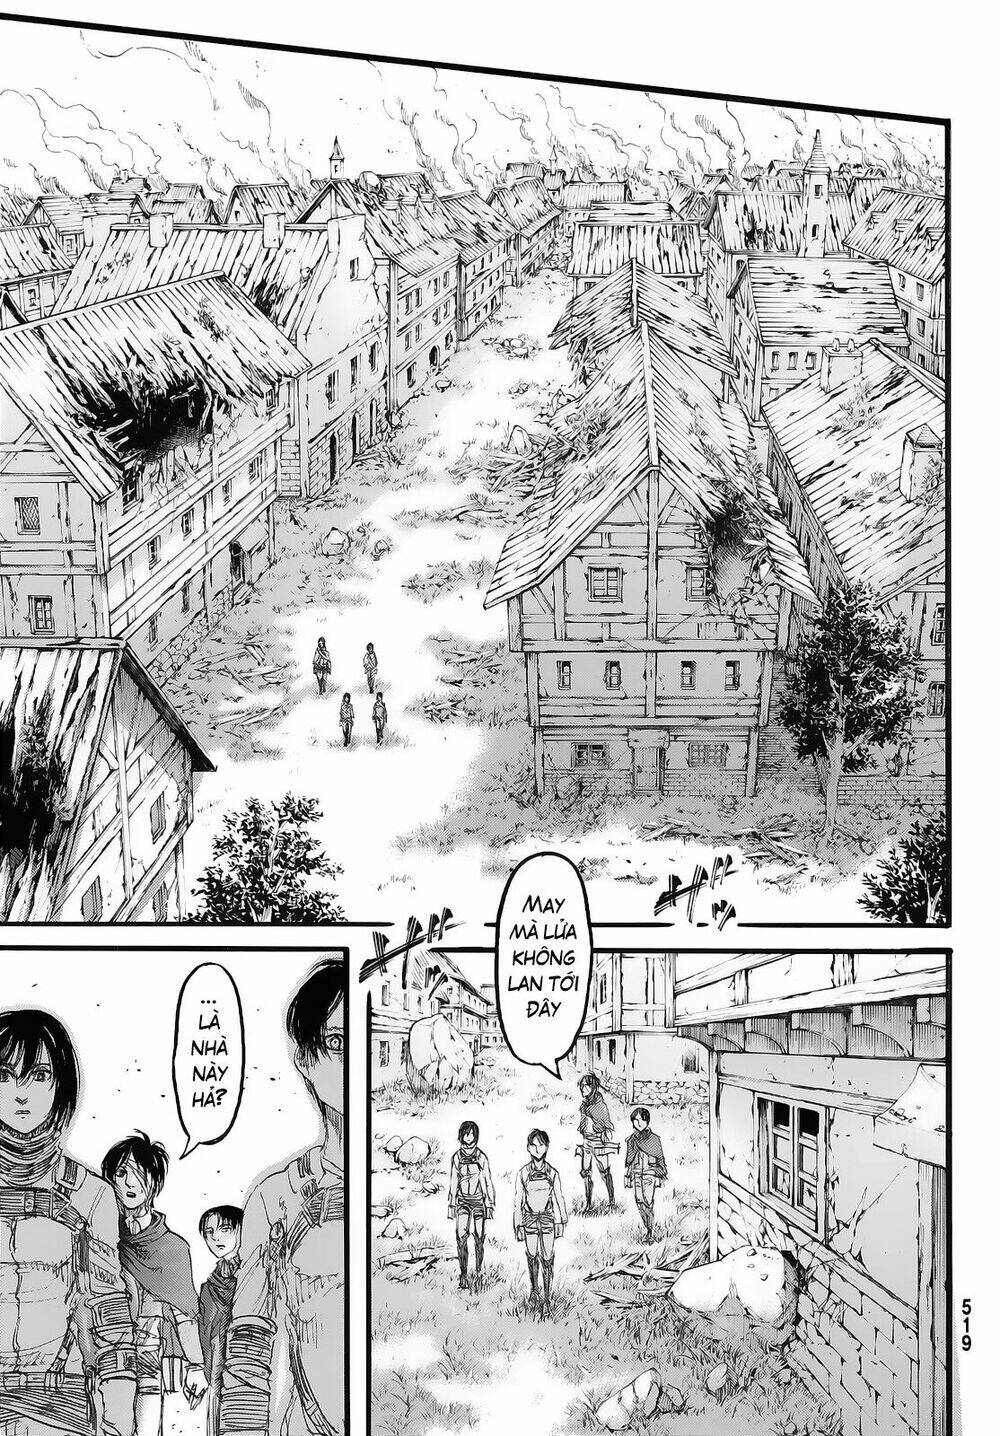 MAY
MÀ LỬA
KHÔNG
LAN TỚI
ĐÂY
...
LÀ
NHÀ
NÀY
HẢ?
519